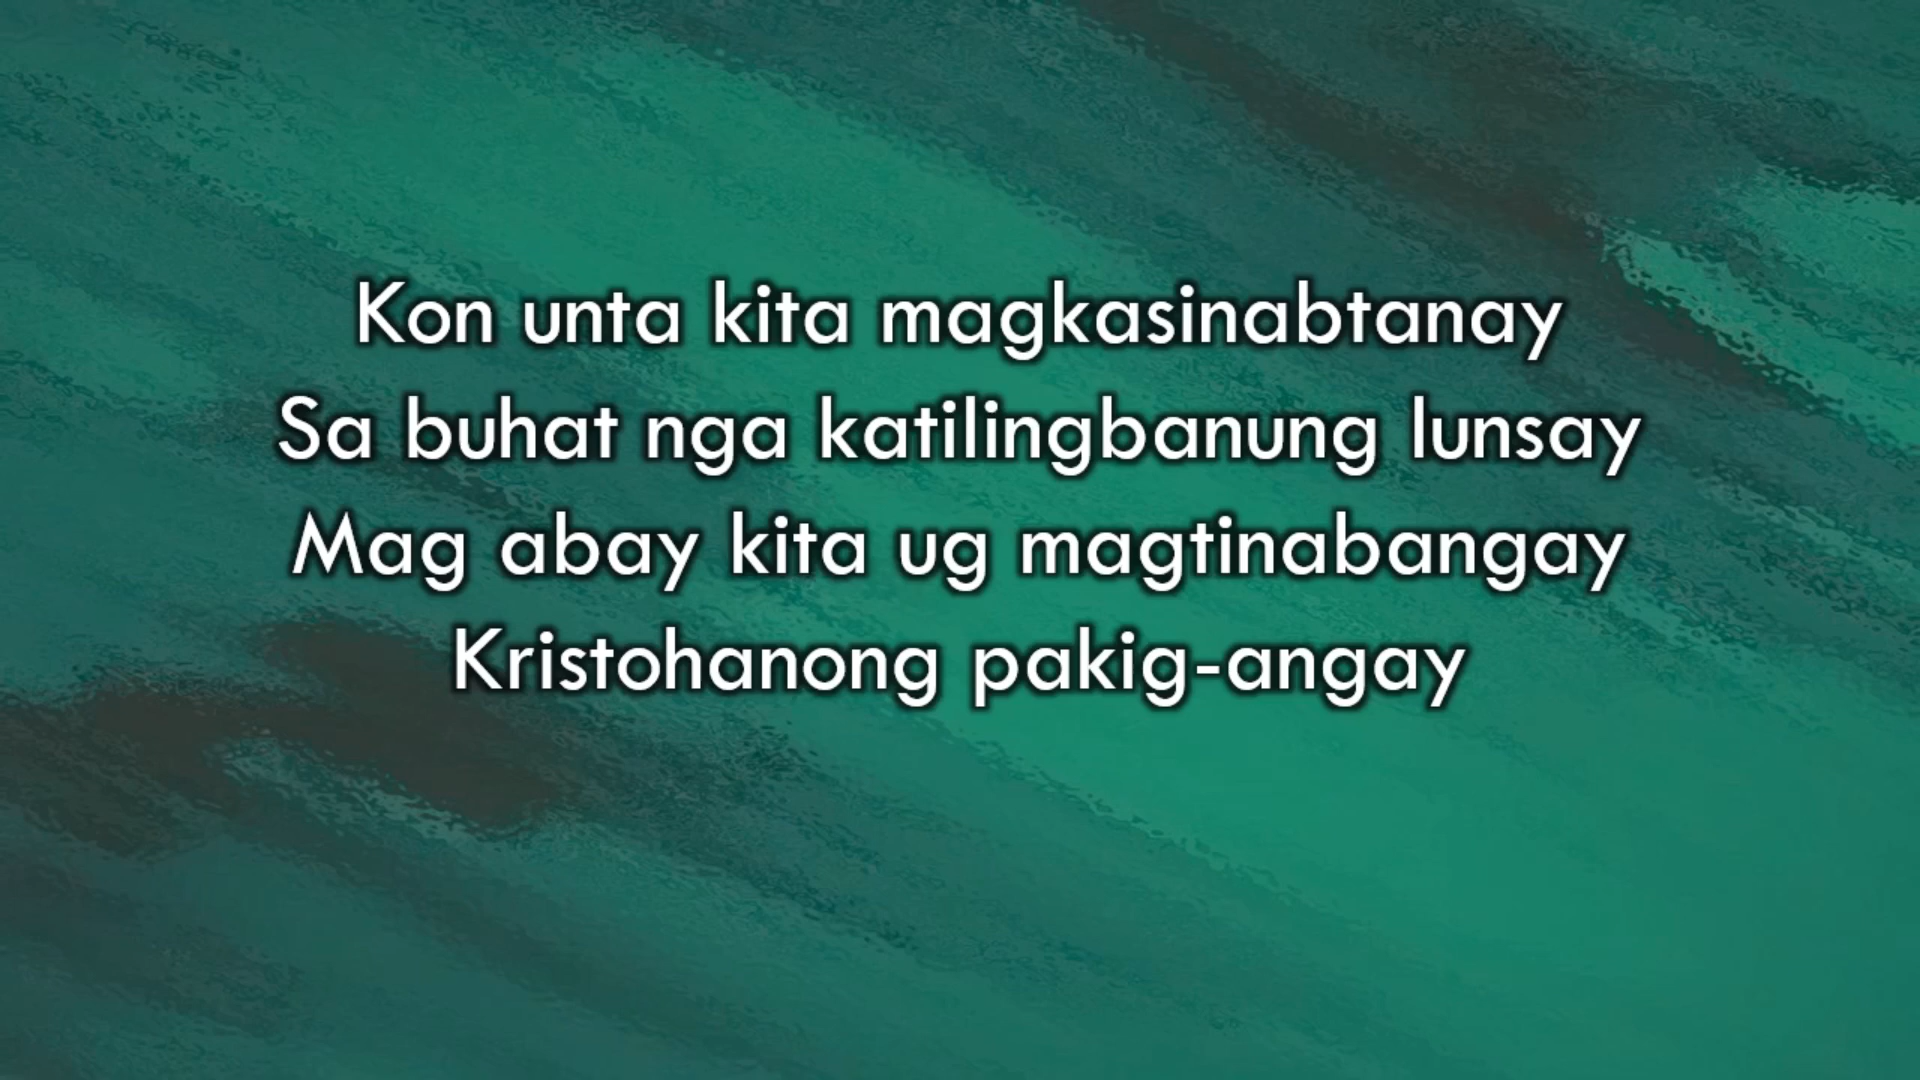 Kon unta kita magkasinabtanay
Sa buhat nga katilingbanung lunsay
Mag abay kita ug magtinabangay
Kristohanong pakig-angay